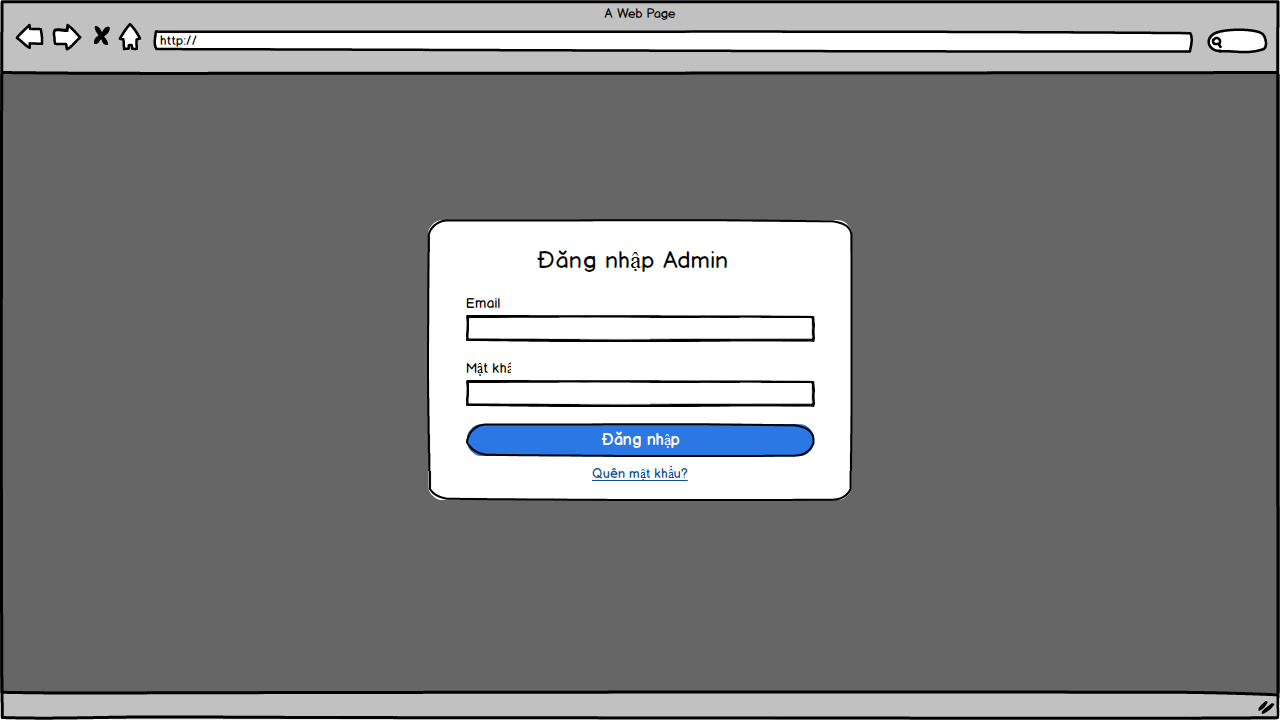 A Web Page
http://
Đăng nhập Admin
Email
Mật khẩ
Đăng nhập
Quên mật khẩu?